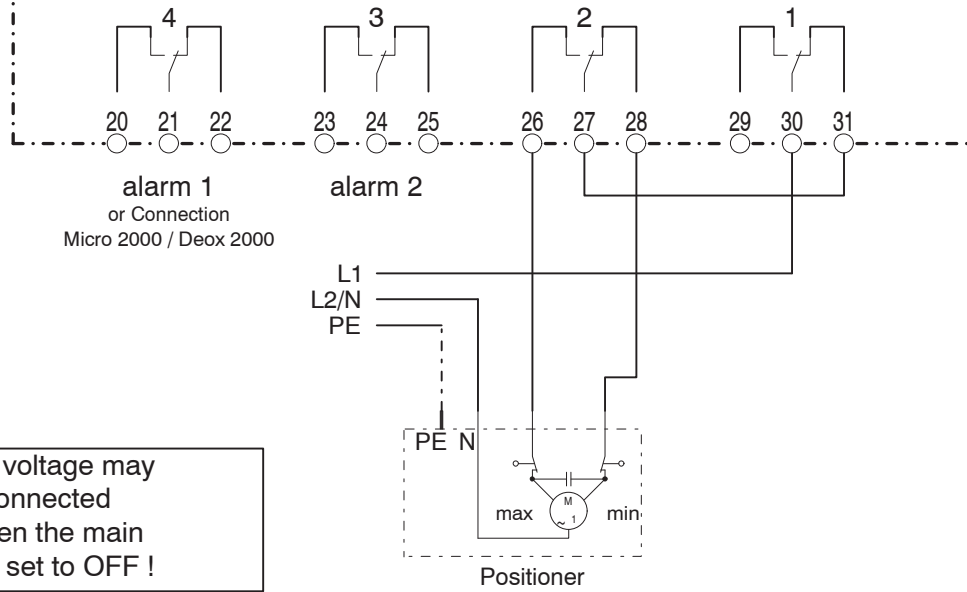 4 3 2 1
20 21 22 23 24 25 26 27 28 29 30 31
alarm 1 alarm 2
or Connection
Micro 2000 / Deox 2000
L1
L2/N
PE
PE N
voltage may
onnected
en the main
set to OFF !
M
max ~ 1 min
Positioner